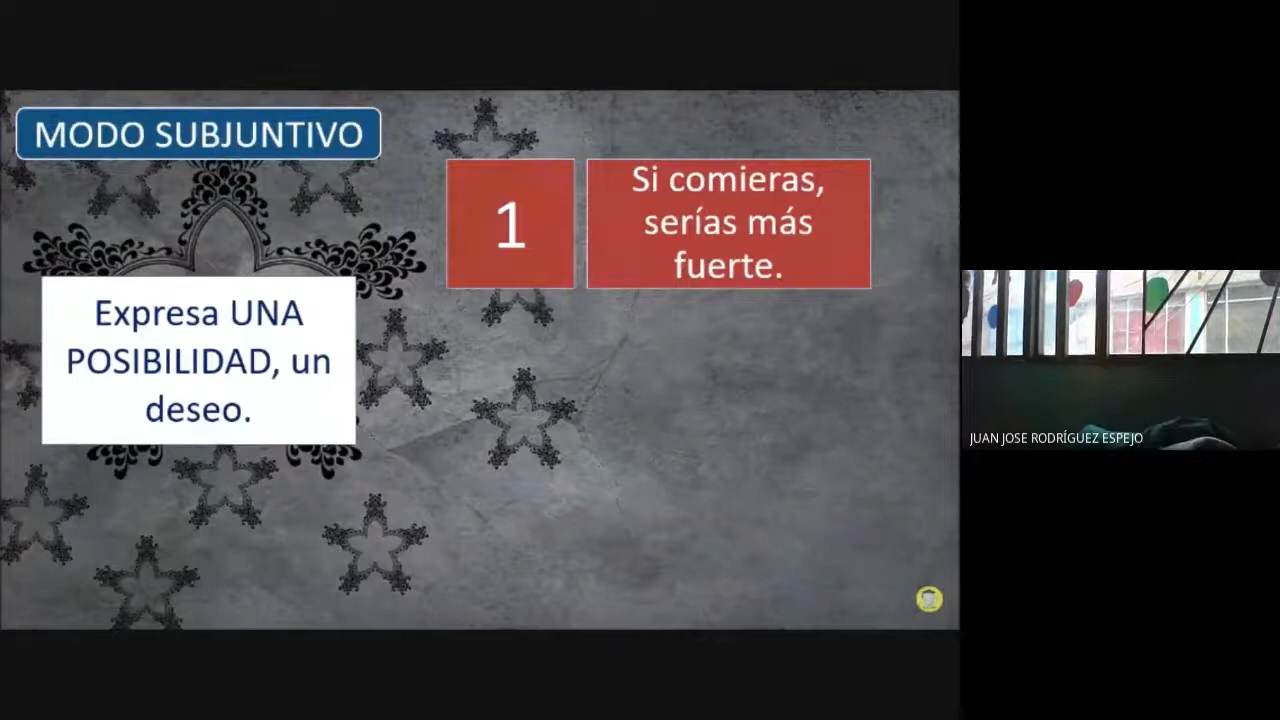 MODO SUBJUNTIVO
1
Si comieras,
serías más
fuerte.
Expresa UNA
POSIBILIDAD, un
deseo.
JUAN JOSE RODRÍGUEZ ESPEJO